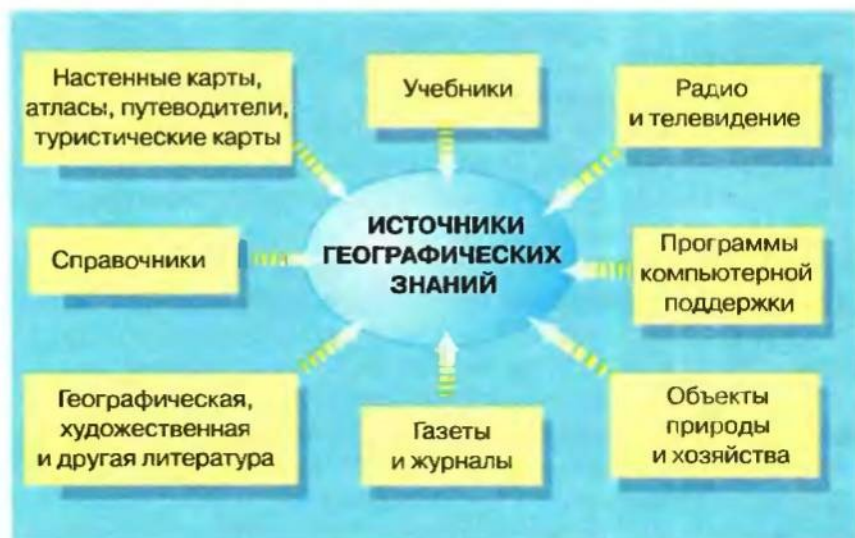 Настенные карты,
атласы, путеводители,
туристические карты
Учебники
Радио
и телевидение
Справочники
ИСТОЧНИКИ
ГЕОГРАФИЧЕСКИХ
ЗНАНИЙ
Программы
компьютерной
поддержки
Географическая,
художественная
и другая литература
Газеты
и журналы
Объекты
природы
и хозяйства